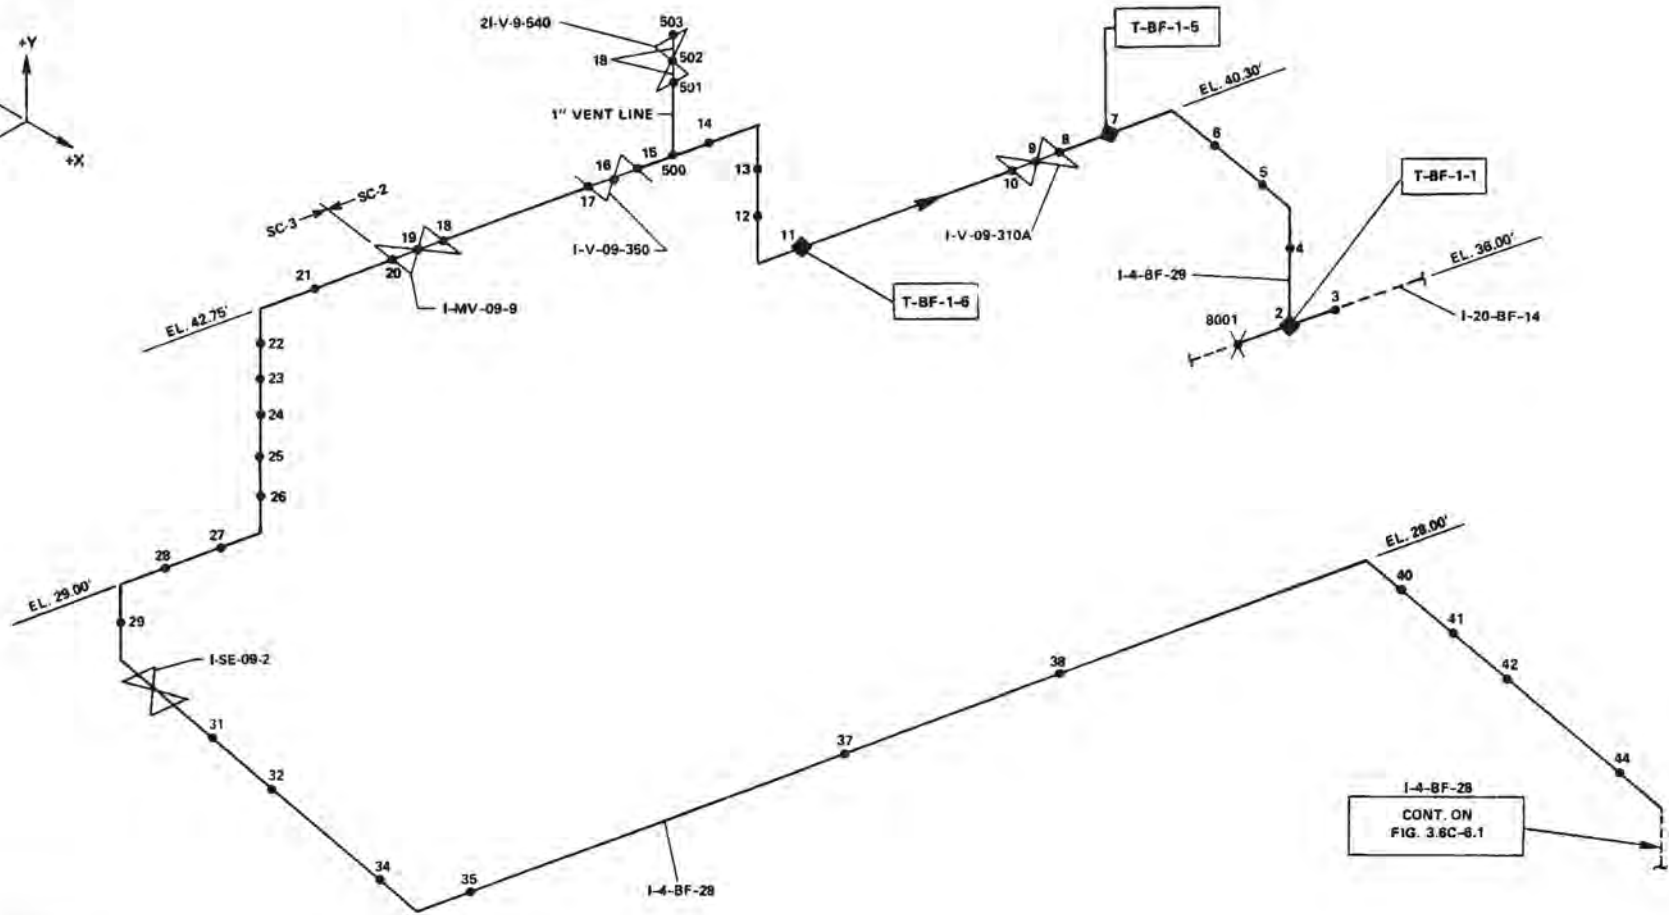 +Y
+X
2I-V-9-540
503
18
502
501
1" VENT LINE
14
15
500
16
17
13
12
I-V-09-350
SC-3
SC-2
18
19
20
21
I-MV-09-9
EL. 42.75'
22
23
24
25
26
27
28
EL. 29.00'
29
I-SE-09-2
31
32
34
35
I-4-BF-28
37
38
EL. 28.00'
40
41
42
44
I-4-BF-28
CONT. ON
FIG. 3.6C-6.1
11
T-BF-1-6
10
9
8
I-V-09-310A
7
T-BF-1-5
EL. 40.30'
6
5
4
T-BF-1-1
I-4-BF-29
2
3
8001
EL. 36.00'
I-20-BF-14